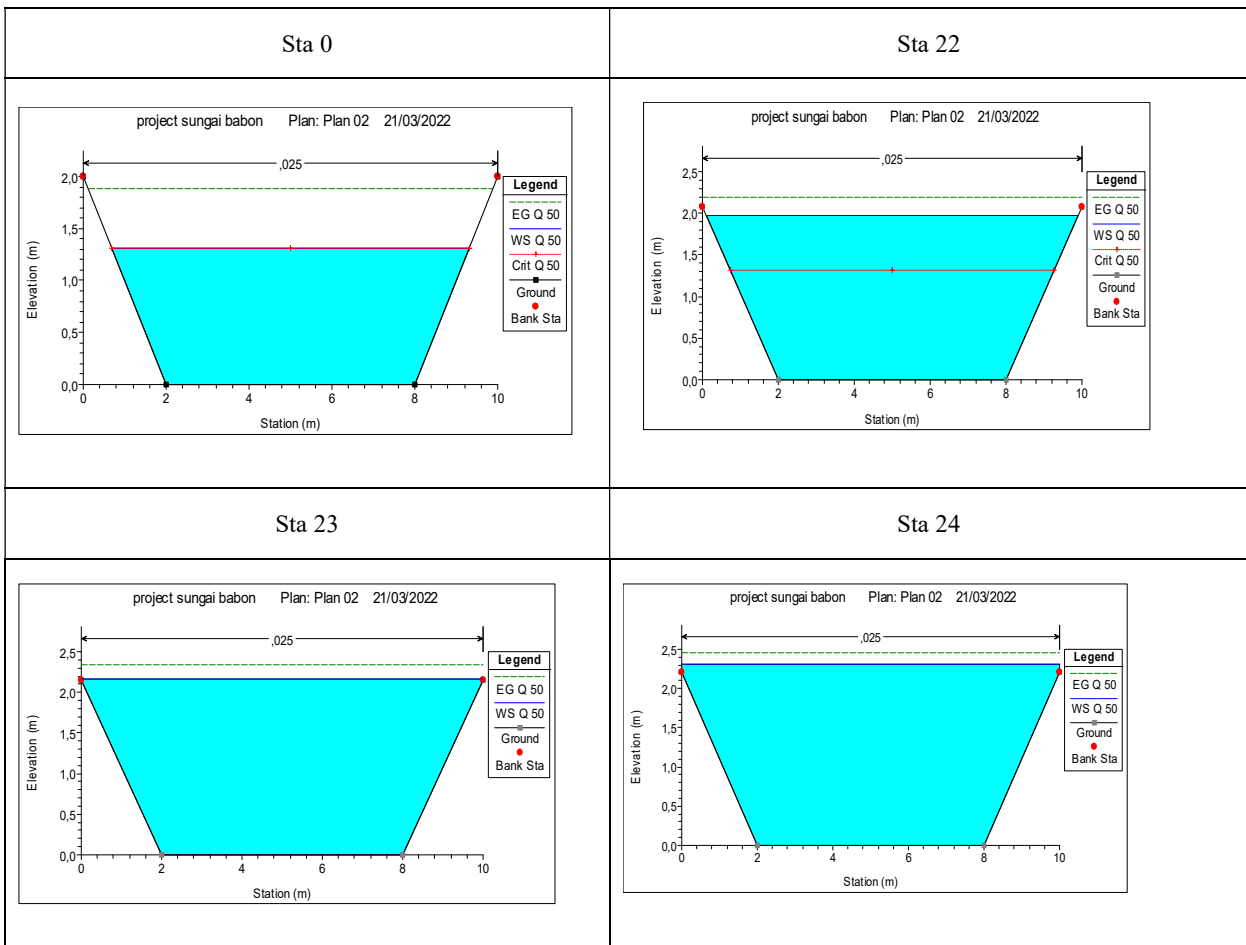 Sta 0
Sta 22
project sungai babon Plan: Plan 02 21/03/2022
,025
2,0
1,5
1,0
0,5
0,0
0 2 4 6 8 10
Elevation (m)
Station (m)
Legend
EG Q 50
WS Q 50
Crit Q 50
Ground
Bank Sta
project sungai babon Plan: Plan 02 21/03/2022
,025
2,5
2,0
1,5
1,0
0,5
0,0
0 2 4 6 8 10
Elevation (m)
Station (m)
Legend
EG Q 50
WS Q 50
Crit Q 50
Ground
Bank Sta
Sta 23
Sta 24
project sungai babon Plan: Plan 02 21/03/2022
,025
2,5
2,0
1,5
1,0
0,5
0,0
0 2 4 6 8 10
Elevation (m)
Station (m)
Legend
EG Q 50
WS Q 50
Ground
Bank Sta
project sungai babon Plan: Plan 02 21/03/2022
,025
2,5
2,0
1,5
1,0
0,5
0,0
0 2 4 6 8 10
Elevation (m)
Station (m)
Legend
EG Q 50
WS Q 50
Ground
Bank Sta